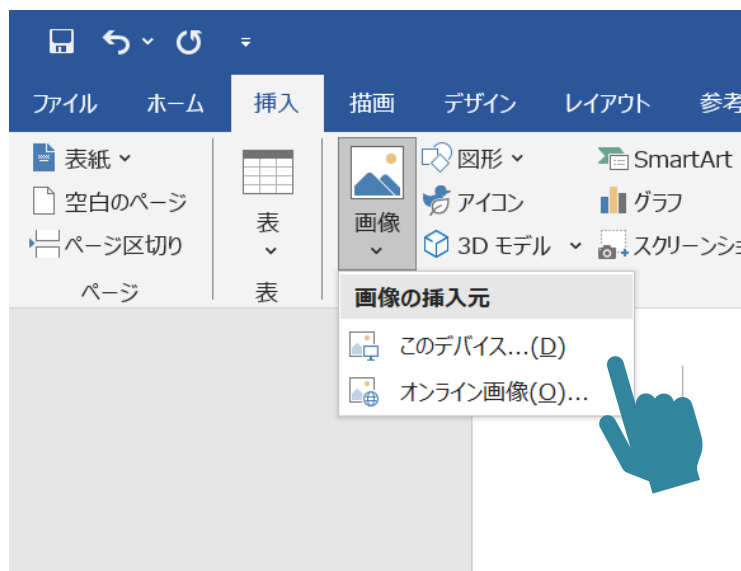 ファイル ホーム 挿入 描画 デザイン レイアウト 参考
表紙
空白のページ
ページ区切り
ページ
表
表
画像
図形
アイコン
3D モデル
SmartArt
グラフ
スクリーンショ
画像の挿入元
このデバイス...(D)
オンライン画像(O)...